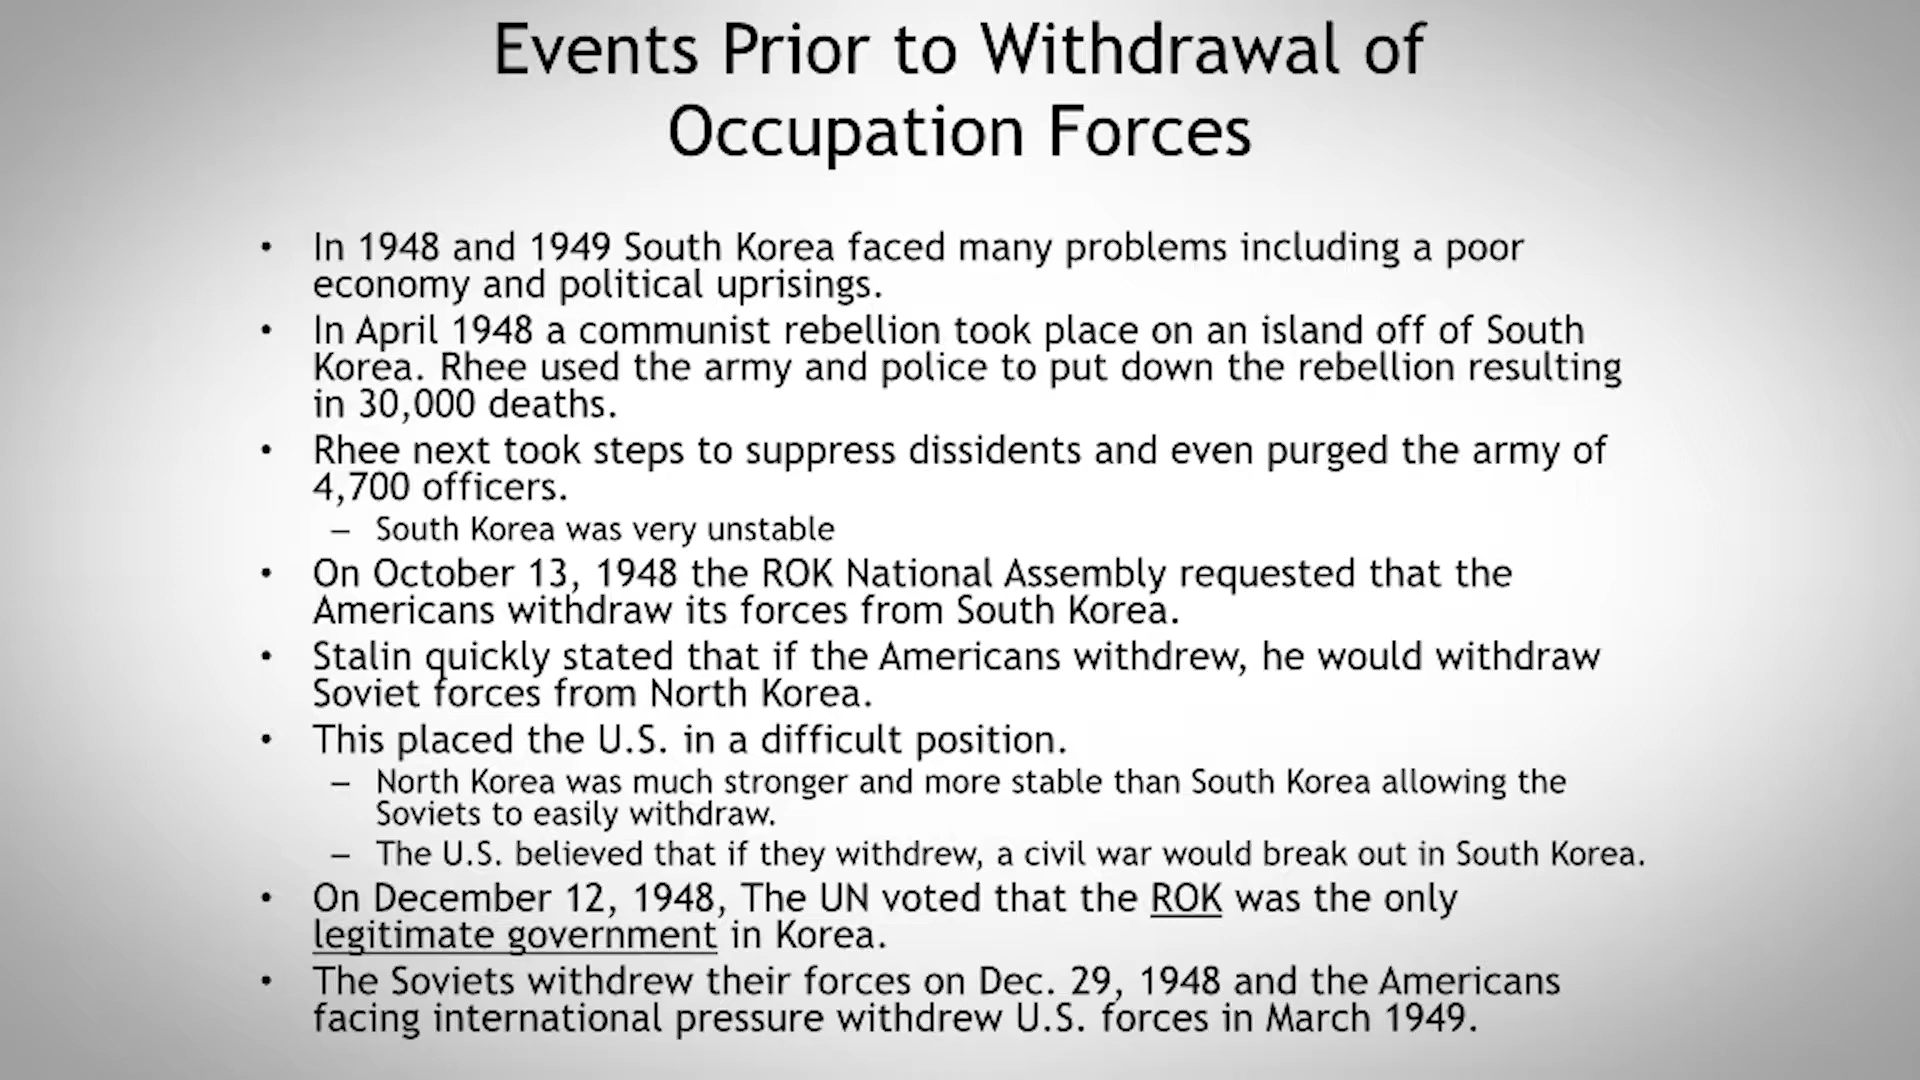 Events Prior to Withdrawal of
Occupation Forces
• In 1948 and 1949 South Korea faced many problems including a poor
economy and political uprisings.
• In April 1948 a communist rebellion took place on an island off of South
Korea. Rhee used the army and police to put down the rebellion resulting
in 30,000 deaths.
• Rhee next took steps to suppress dissidents and even purged the army of
4,700 officers.
– South Korea was very unstable
• On October 13, 1948 the ROK National Assembly requested that the
Americans withdraw its forces from South Korea.
• Stalin quickly stated that if the Americans withdrew, he would withdraw
Soviet forces from North Korea.
• This placed the U.S. in a difficult position.
– North Korea was much stronger and more stable than South Korea allowing the
Soviets to easily withdraw.
– The U.S. believed that if they withdrew, a civil war would break out in South Korea.
• On December 12, 1948, The UN voted that the ROK was the only
legitimate government in Korea.
• The Soviets withdrew their forces on Dec. 29, 1948 and the Americans
facing international pressure withdrew U.S. forces in March 1949.